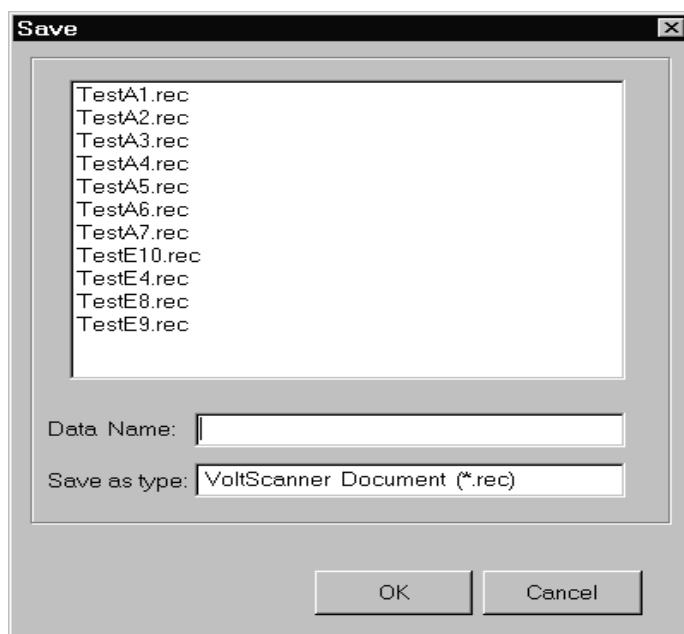 Save
TestA1.rec
TestA2.rec
TestA3.rec
TestA4.rec
TestA5.rec
TestA6.rec
TestA7.rec
TestE10.rec
TestE4.rec
TestE8.rec
TestE9.rec
Data Name:
Save as type: VoltScanner Document (*.rec)
OK Cancel